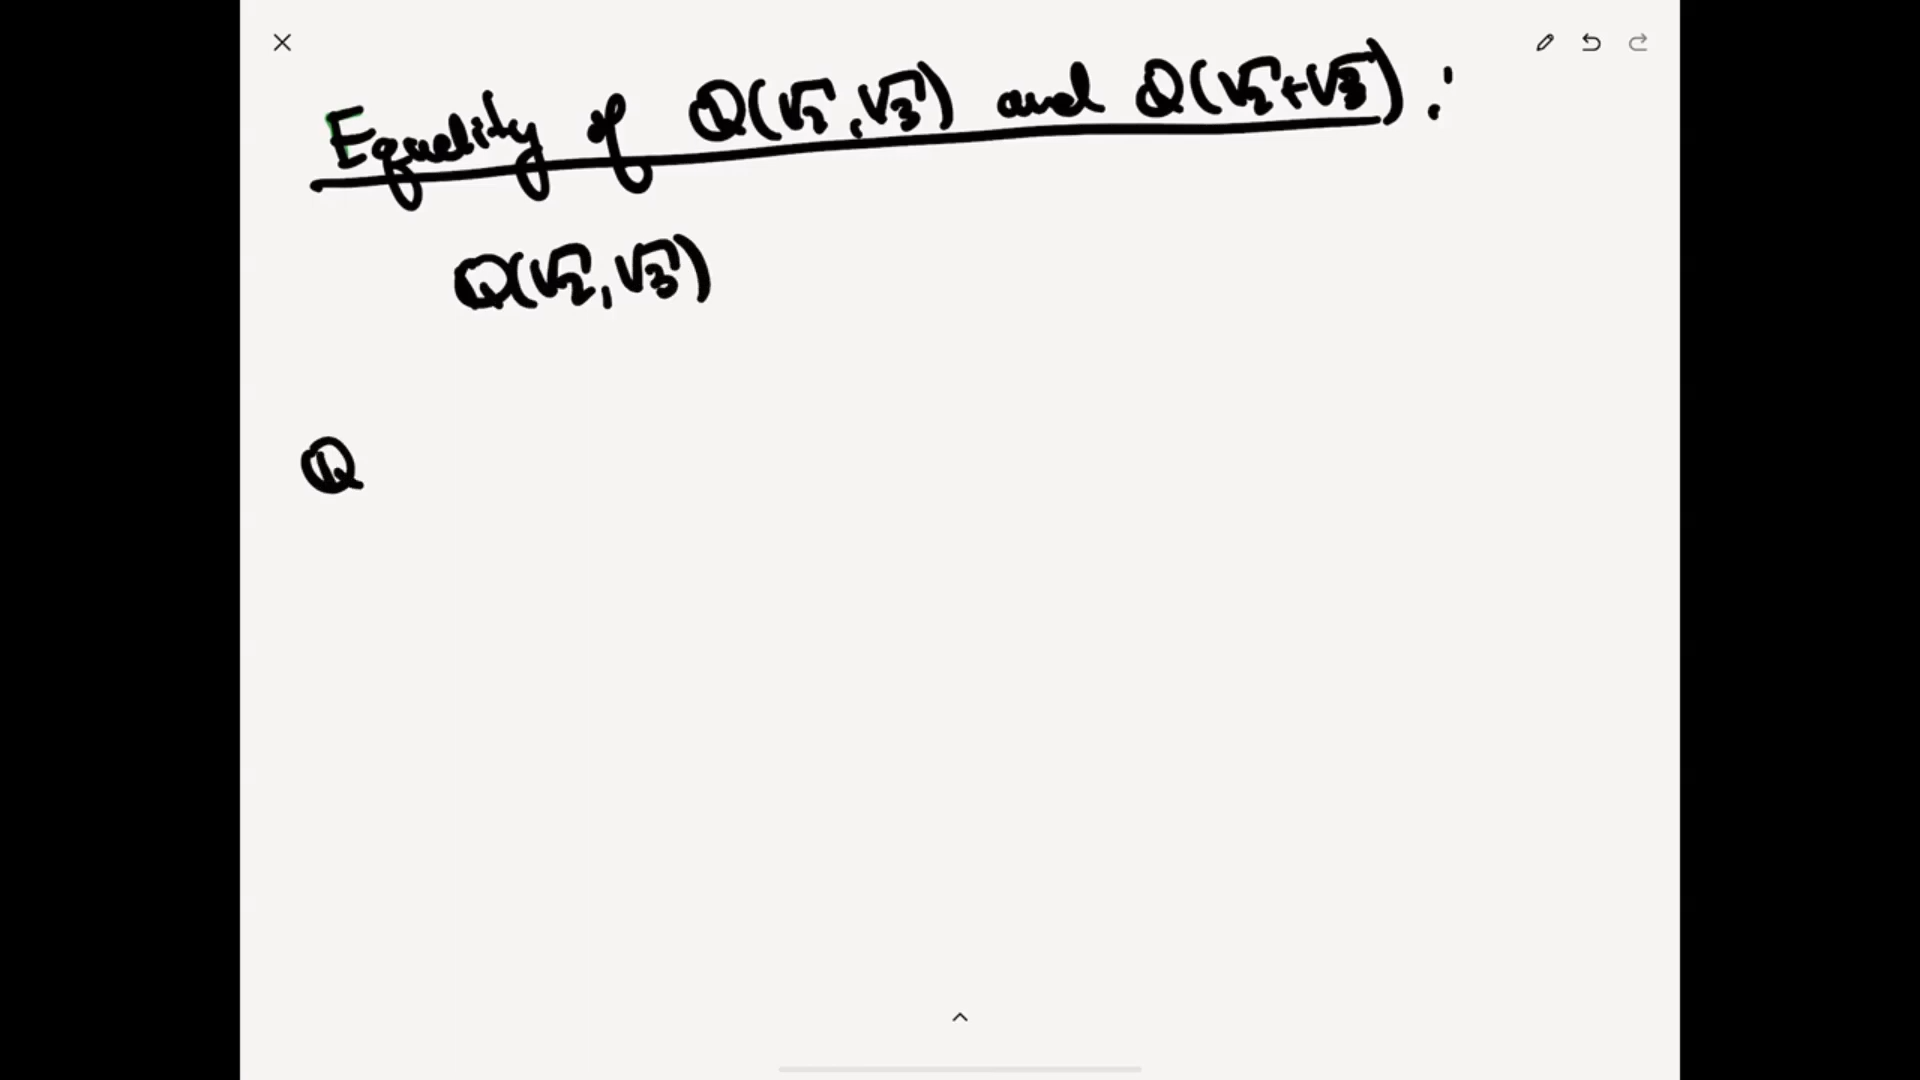 Equality of ℚ(√2,√3) and ℚ(√2+√3):
ℚ(√2,√3)
ℚ